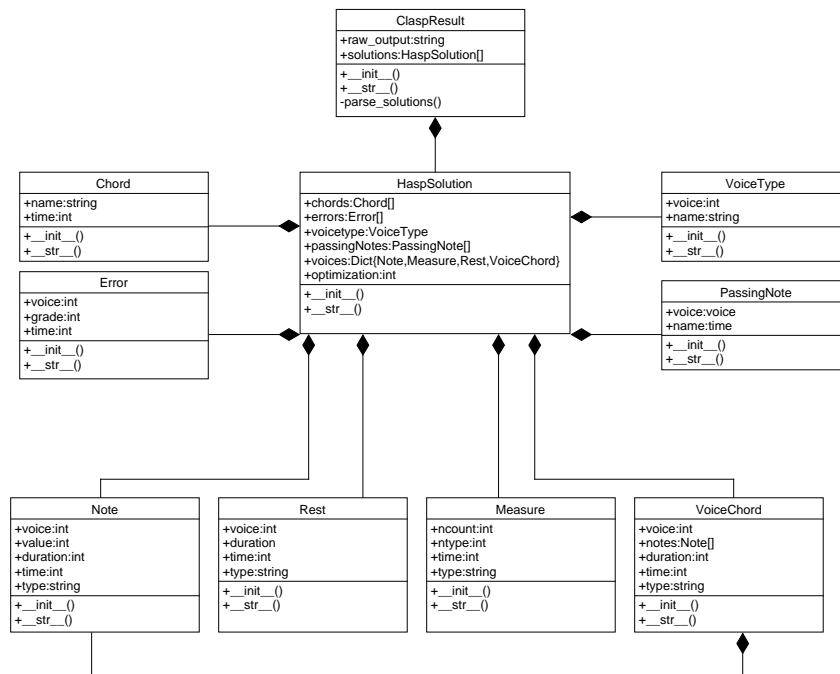 ClaspResult
+raw_output:string
+solutions:HaspSolution[]
+__init__()
+__str__()
-parse_solutions()
Chord
+name:string
+time:int
+__init__()
+__str__()
HaspSolution
+chords:Chord[]
+errors:Error[]
+voicetype:VoiceType
+passingNotes:PassingNote[]
+voices:Dict{Note,Measure,Rest,VoiceChord}
+optimization:int
+__init__()
+__str__()
VoiceType
+voice:int
+name:string
+__init__()
+__str__()
Error
+voice:int
+grade:int
+time:int
+__init__()
+__str__()
PassingNote
+voice:voice
+name:time
+__init__()
+__str__()
Note
+voice:int
+value:int
+duration:int
+time:int
+type:string
+__init__()
+__str__()
Rest
+voice:int
+duration
+time:int
+type:string
+__init__()
+__str__()
Measure
+ncount:int
+ntype:int
+time:int
+type:string
+__init__()
+__str__()
VoiceChord
+voice:int
+notes:Note[]
+duration:int
+time:int
+type:string
+__init__()
+__str__()